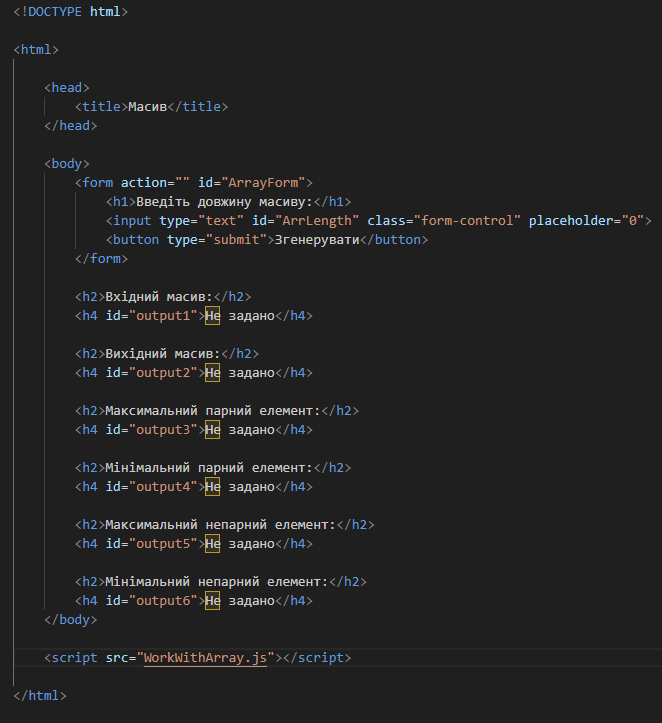 <!DOCTYPE html>
<html>
<head>
<title>Масив</title>
</head>
<body>
<form action="" id="ArrayForm">
<h1>Введіть довжину масиву:</h1>
<input type="text" id="ArrLength" class="form-control" placeholder="0">
<button type="submit">Згенерувати</button>
</form>
<h2>Вхідний масив:</h2>
<h4 id="output1">Не задано</h4>
<h2>Вихідний масив:</h2>
<h4 id="output2">Не задано</h4>
<h2>Максимальний парний елемент:</h2>
<h4 id="output3">Не задано</h4>
<h2>Мінімальний парний елемент:</h2>
<h4 id="output4">Не задано</h4>
<h2>Максимальний непарний елемент:</h2>
<h4 id="output5">Не задано</h4>
<h2>Мінімальний непарний елемент:</h2>
<h4 id="output6">Не задано</h4>
</body>
<script src="WorkWithArray.js"></script>
</html>